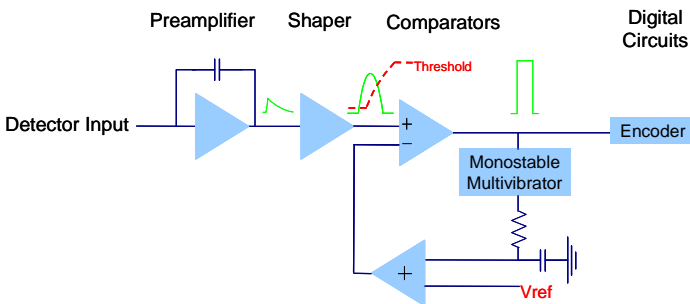 Preamplifier
Shaper
Comparators
Digital
Circuits
Threshold
Detector Input
+
−
Encoder
Monostable
Multivibrator
+
Vref